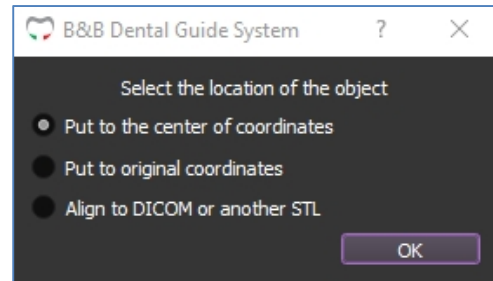 B&B Dental Guide System ?
Select the location of the object
Put to the center of coordinates
Put to original coordinates
Align to DICOM or another STL
OK